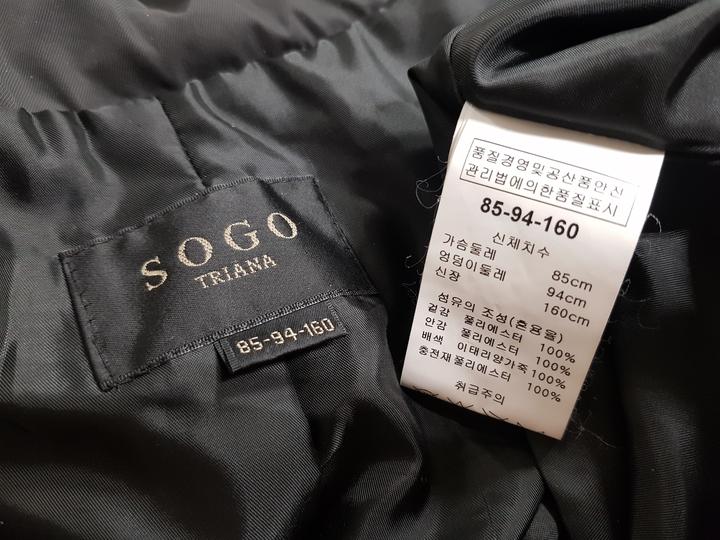 SOGO
TRIANA
85-94-160
품질경영및공산품안전
관리법에의한품질표시
85-94-160
신체치수
가슴둘레 85cm
엉덩이둘레 94cm
신장 160cm
섬유의 조성(혼용율)
겉감 폴리에스터 100%
안감 폴리에스터 100%
배색 이태리양가죽 100%
충전재 폴리에스터 100%
취급주의